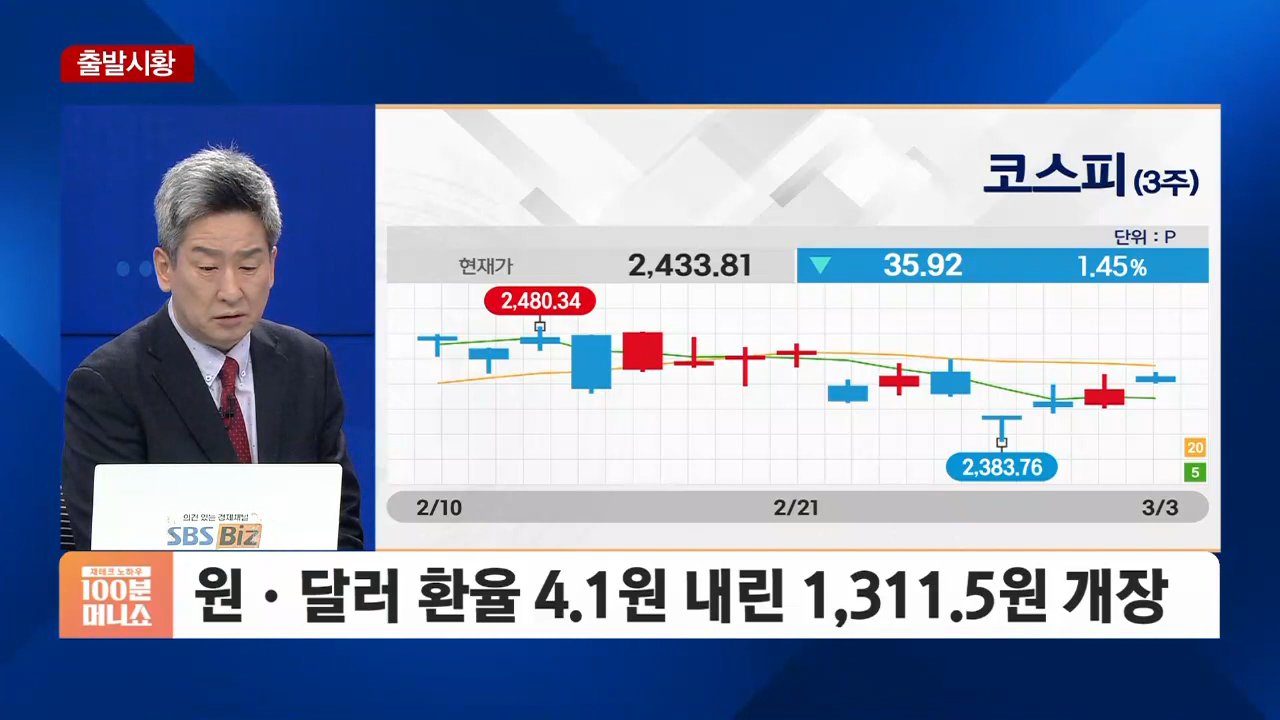 출발시황
코스피 (3주)
단위 : P
현재가 2,433.81 ▼ 35.92 1.45%
2,480.34
2,383.76
20
5
2/10 2/21 3/3
의견 있는 경제채널
SBS Biz
재테크 노하우
100분
머니쇼
원·달러 환율 4.1원 내린 1,311.5원 개장